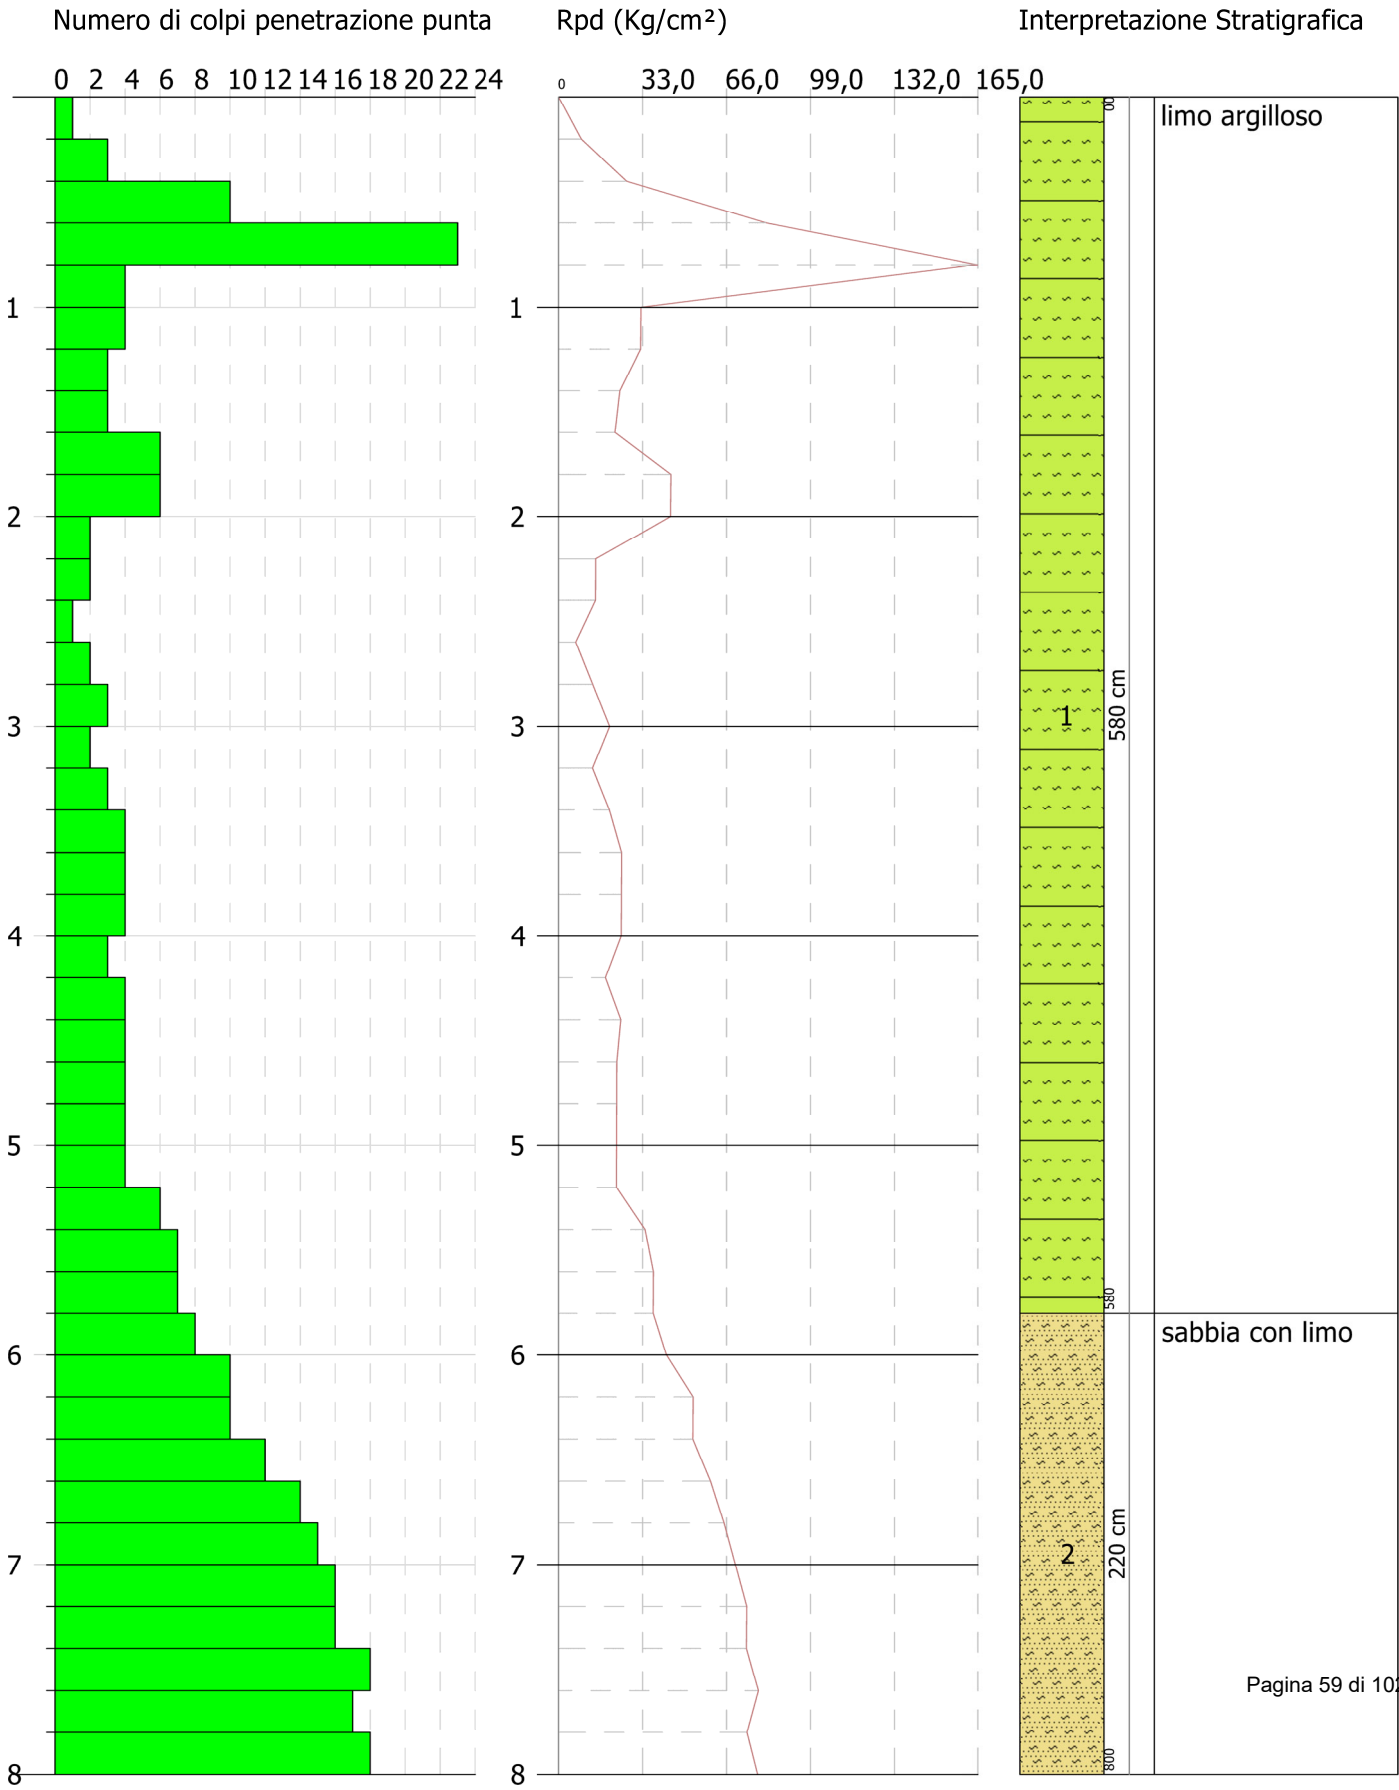 Numero di colpi penetrazione punta
Rpd (Kg/cm²)
Interpretazione Stratigrafica
0 2 4 6 8 10 12 14 16 18 20 22 24
0 33,0 66,0 99,0 132,0 165,0
1
2
3
4
5
6
7
8
1
2
3
4
5
6
7
8
00
limo argilloso
1
580 cm
580
sabbia con limo
2
220 cm
800
Pagina 59 di 102